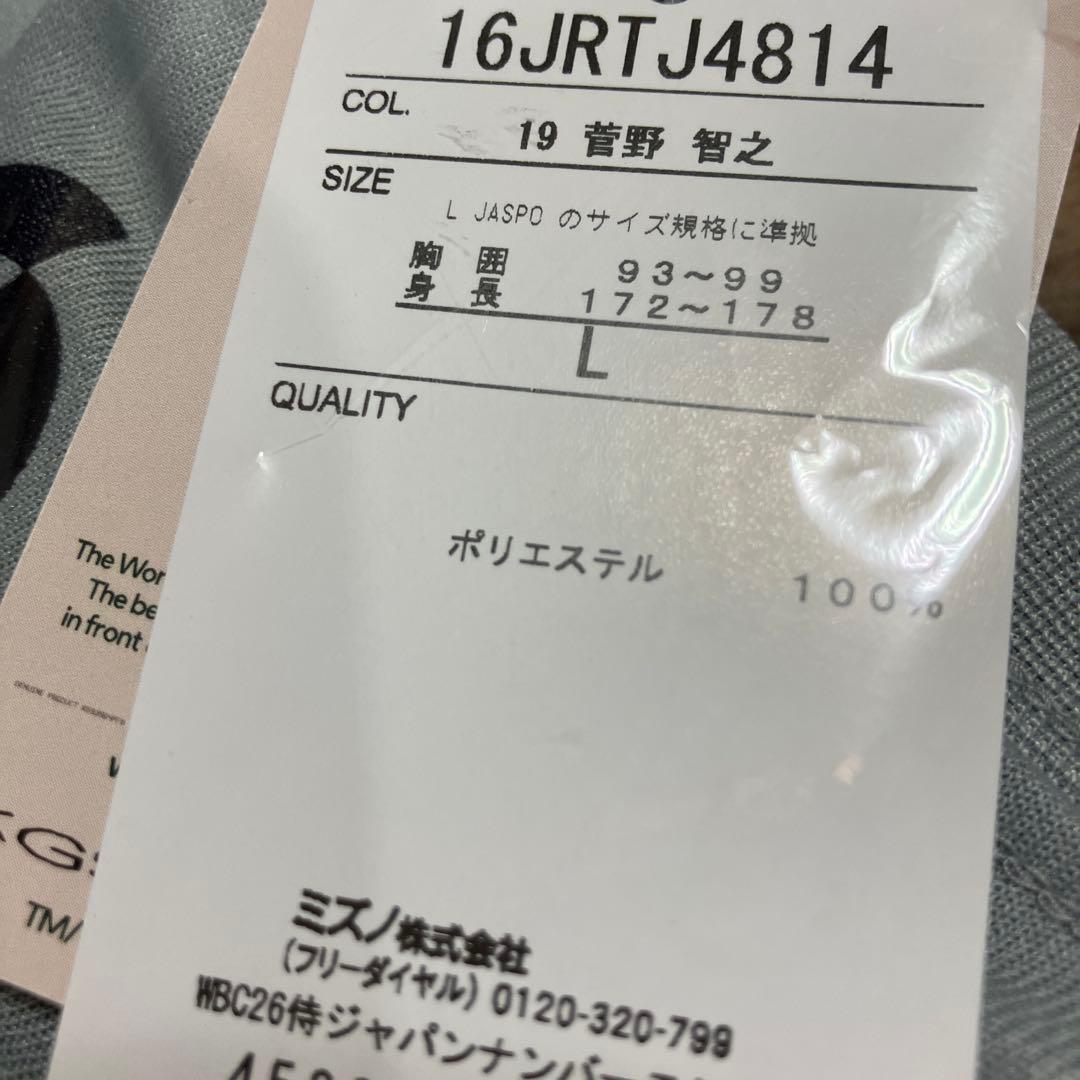 16JRTJ4814
COL.
19 菅野 智之
SIZE
L JASPO のサイズ規格に準拠
胸 囲 93～99
身 長 172～178
L
QUALITY
ポリエステル 100%
ミズノ株式会社
(フリーダイヤル) 0120-320-799
WBC26侍ジャパンナンバー
The Wor
The be
in front
GENUINE PRODUCT
TM/